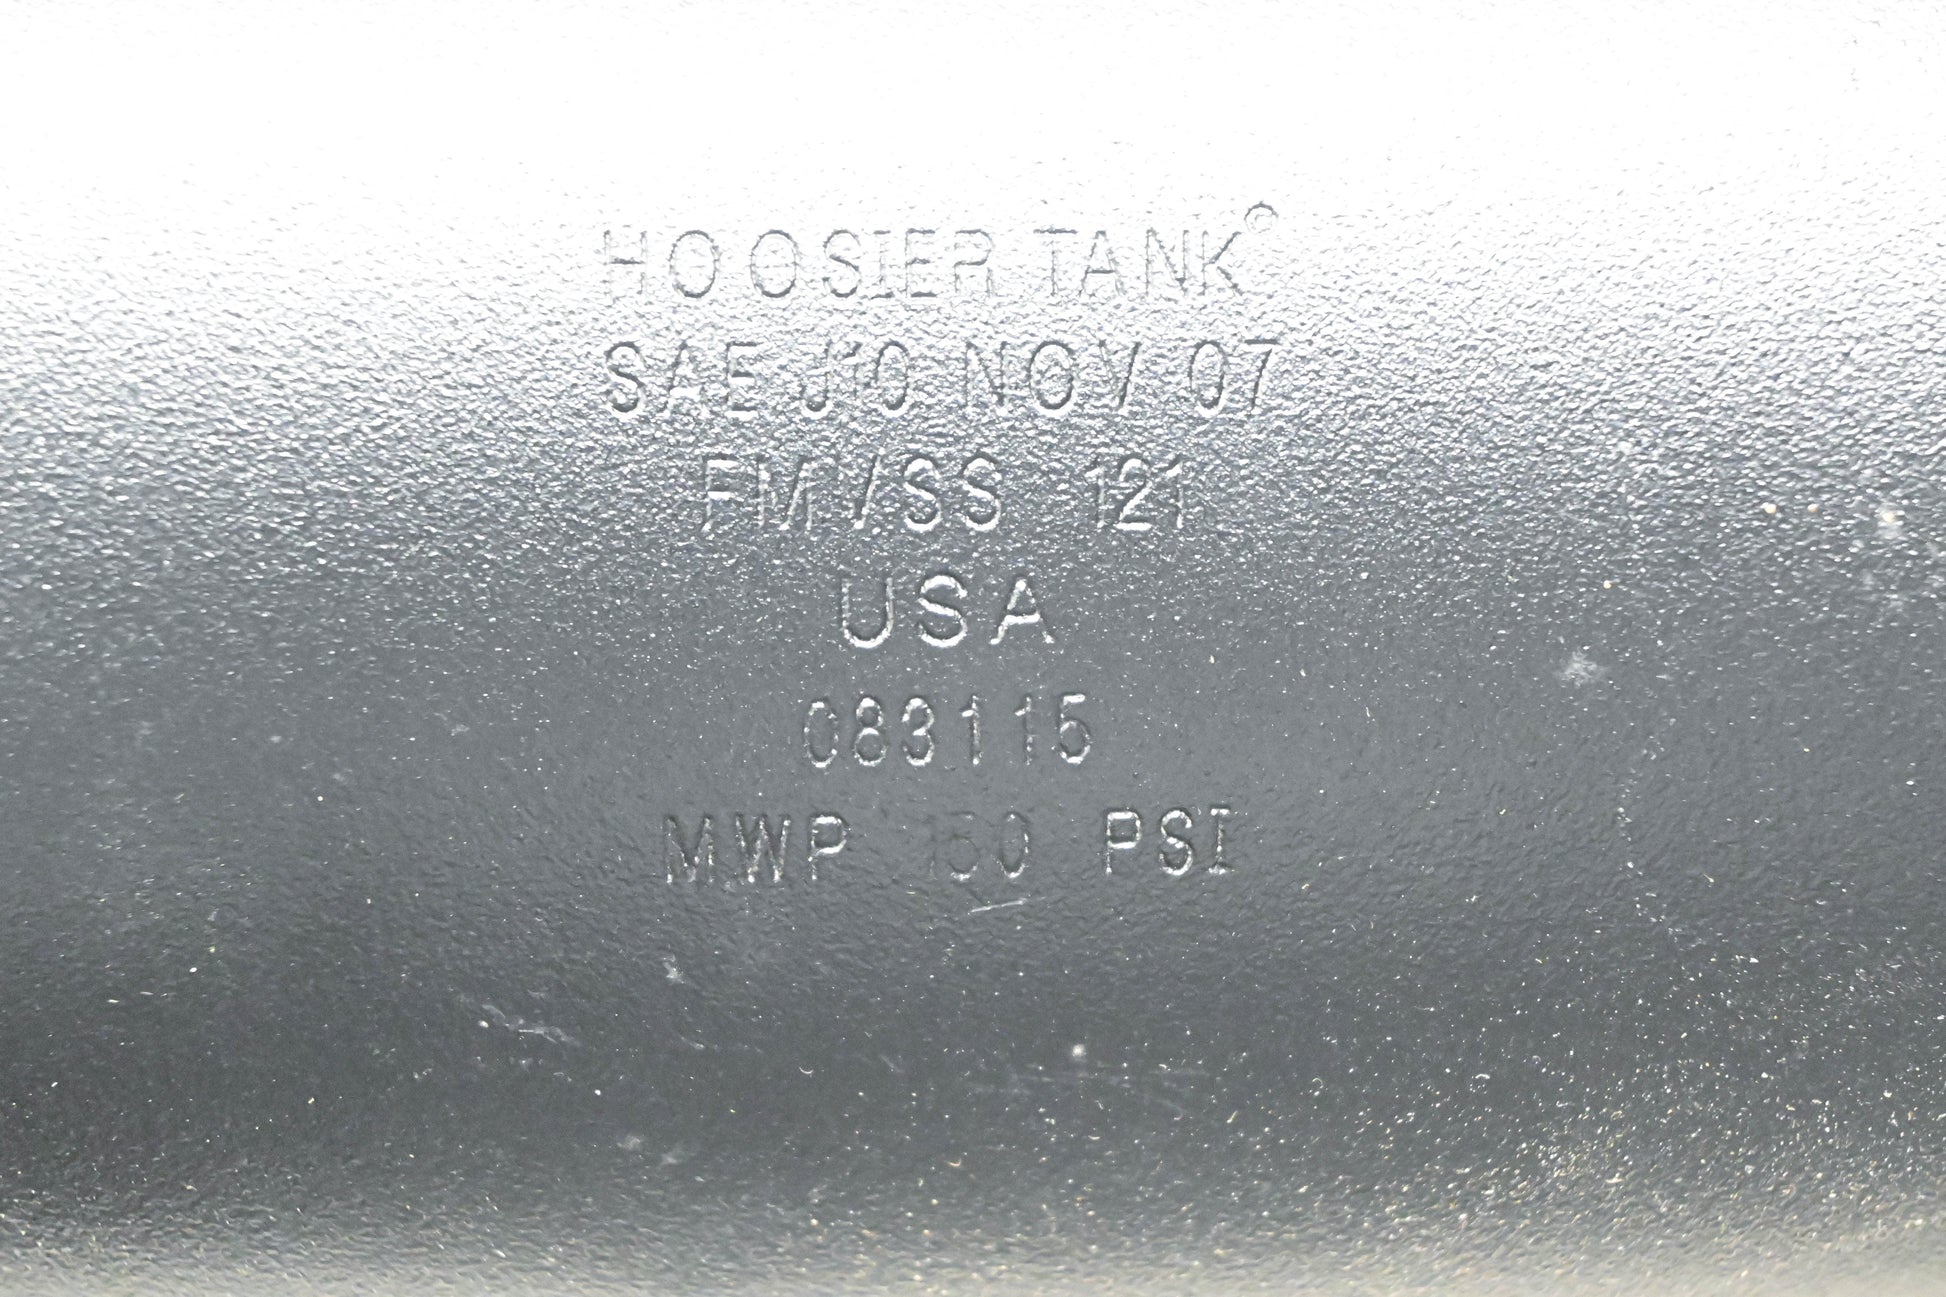 HOOSIER TANK©
SAE J10 NOV 07
FMVSS 121
USA
083115
MWP 150 PSI